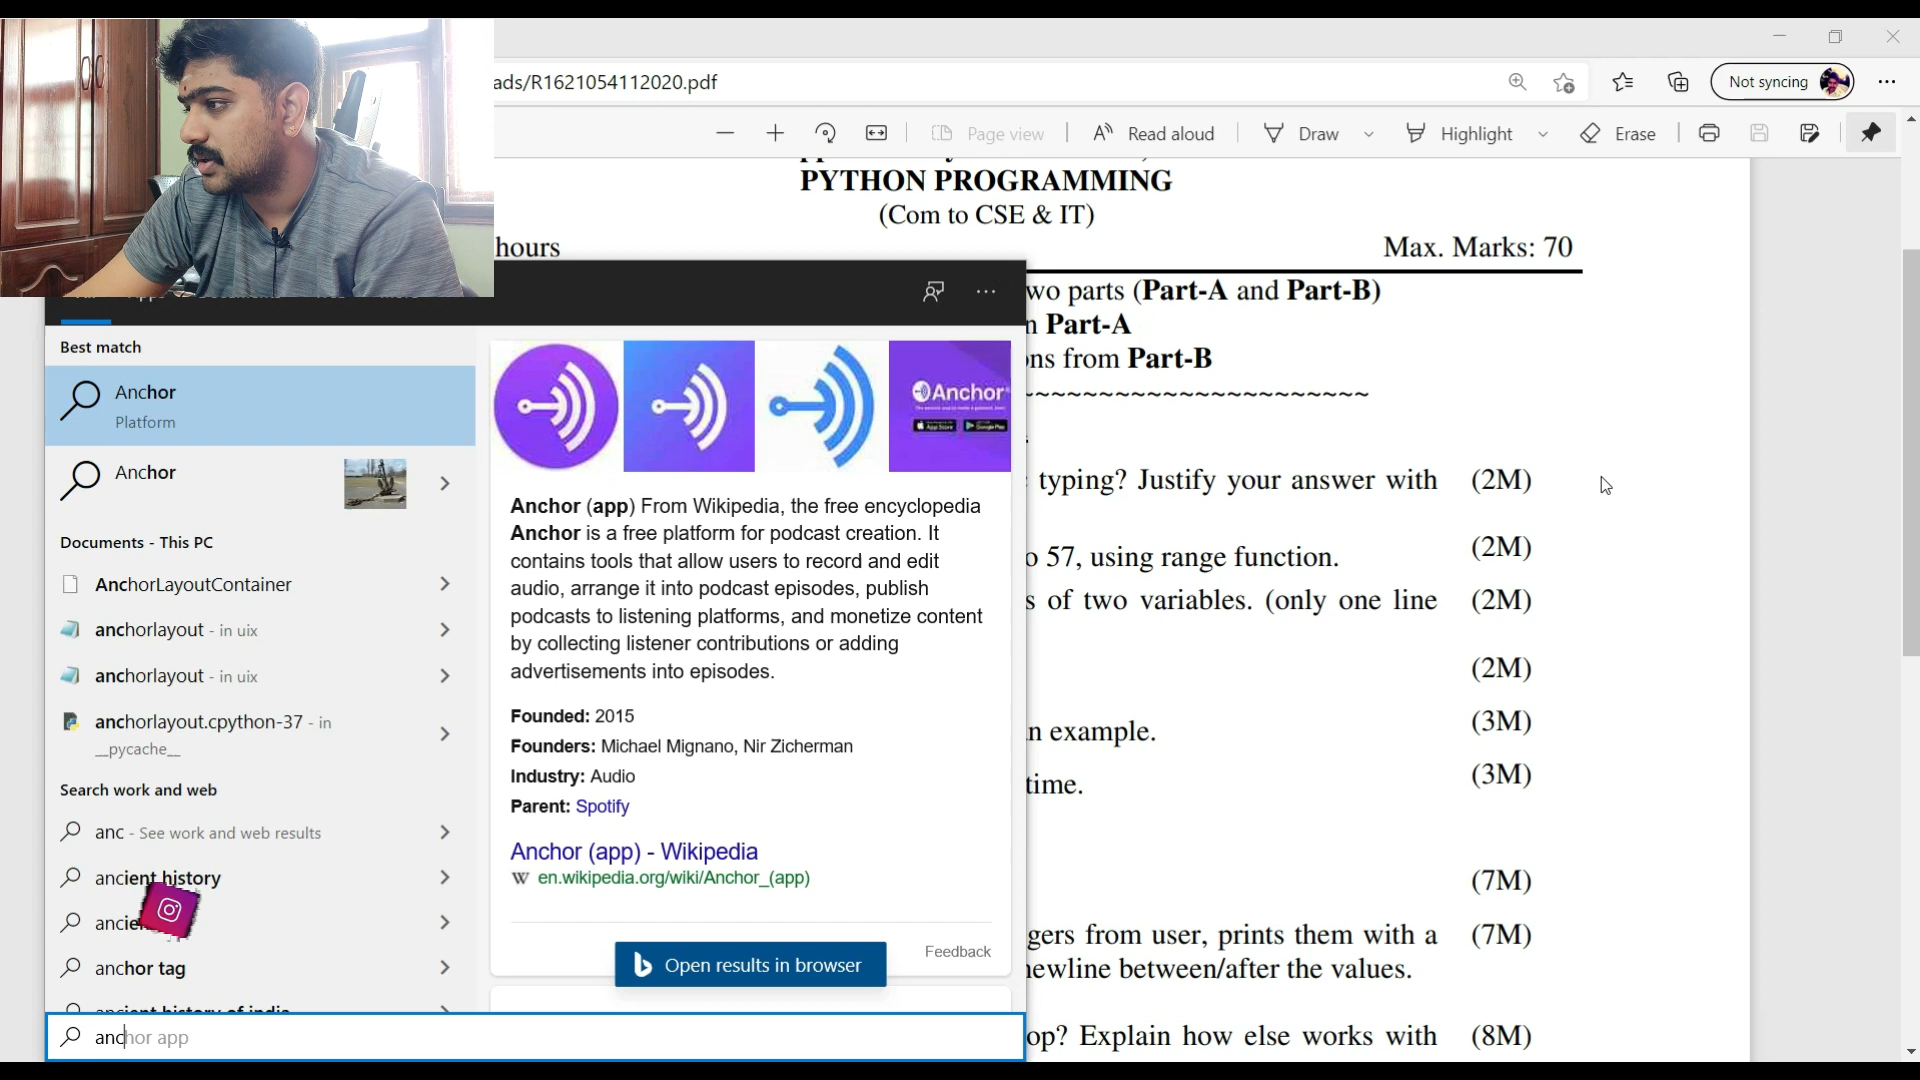 ads/R1621054112020.pdf
Not syncing
Page view
Read aloud
Draw
Highlight
Erase
PYTHON PROGRAMMING
(Com to CSE & IT)
hours
Max. Marks: 70
wo parts (Part-A and Part-B)
n Part-A
ons from Part-B
~~~~~~~~~~~~~~~~~~~~~~~~~
typing? Justify your answer with (2M)
o 57, using range function. (2M)
s of two variables. (only one line (2M)
(2M)
n example. (3M)
time. (3M)
(7M)
gers from user, prints them with a (7M)
newline between/after the values.
op? Explain how else works with (8M)
Best match
Anchor
Platform
Anchor
Documents - This PC
AnchorLayoutContainer
anchorlayout - in uix
anchorlayout - in uix
anchorlayout.cpython-37 - in
__pycache__
Search work and web
anc - See work and web results
ancient history
ancie
anchor tag
ancient history of india
anchor app
Anchor
Anchor (app) From Wikipedia, the free encyclopedia
Anchor is a free platform for podcast creation. It
contains tools that allow users to record and edit
audio, arrange it into podcast episodes, publish
podcasts to listening platforms, and monetize content
by collecting listener contributions or adding
advertisements into episodes.
Founded: 2015
Founders: Michael Mignano, Nir Zicherman
Industry: Audio
Parent: Spotify
Anchor (app) - Wikipedia
W en.wikipedia.org/wiki/Anchor_(app)
Feedback
Open results in browser